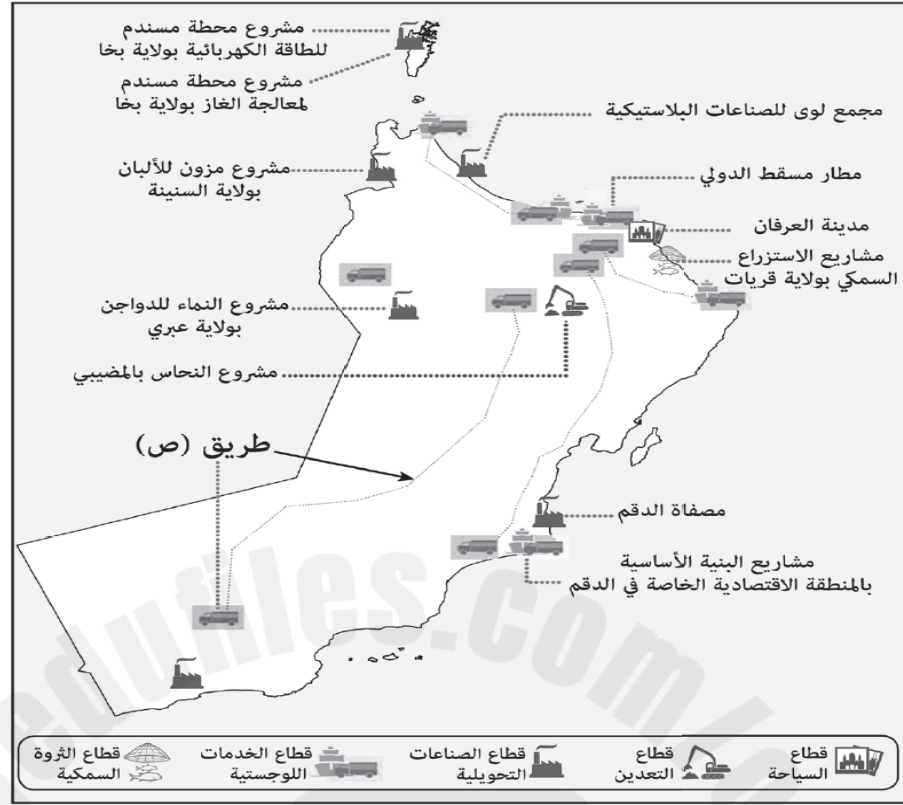 مشروع محطة مسندم
للطاقة الكهربائية بولاية بخا
مشروع محطة مسندم
لمعالجة الغاز بولاية بخا
مجمع لوى للصناعات البلاستيكية
مشروع مزون للألبان
بولاية السنينة
مطار مسقط الدولي
مدينة العرفان
مشاريع الاستزراع
السمكي بولاية قريات
مشروع النماء للدواجن
بولاية عبري
مشروع النحاس بالمضيبي
طريق (ص)
مصفاة الدقم
مشاريع البنية الأساسية
بالمنطقة الاقتصادية الخاصة في الدقم
قطاع
السياحة
قطاع
التعدين
قطاع الصناعات
التحويلية
قطاع الخدمات
اللوجستية
قطاع الثروة
السمكية
edufiles.com/